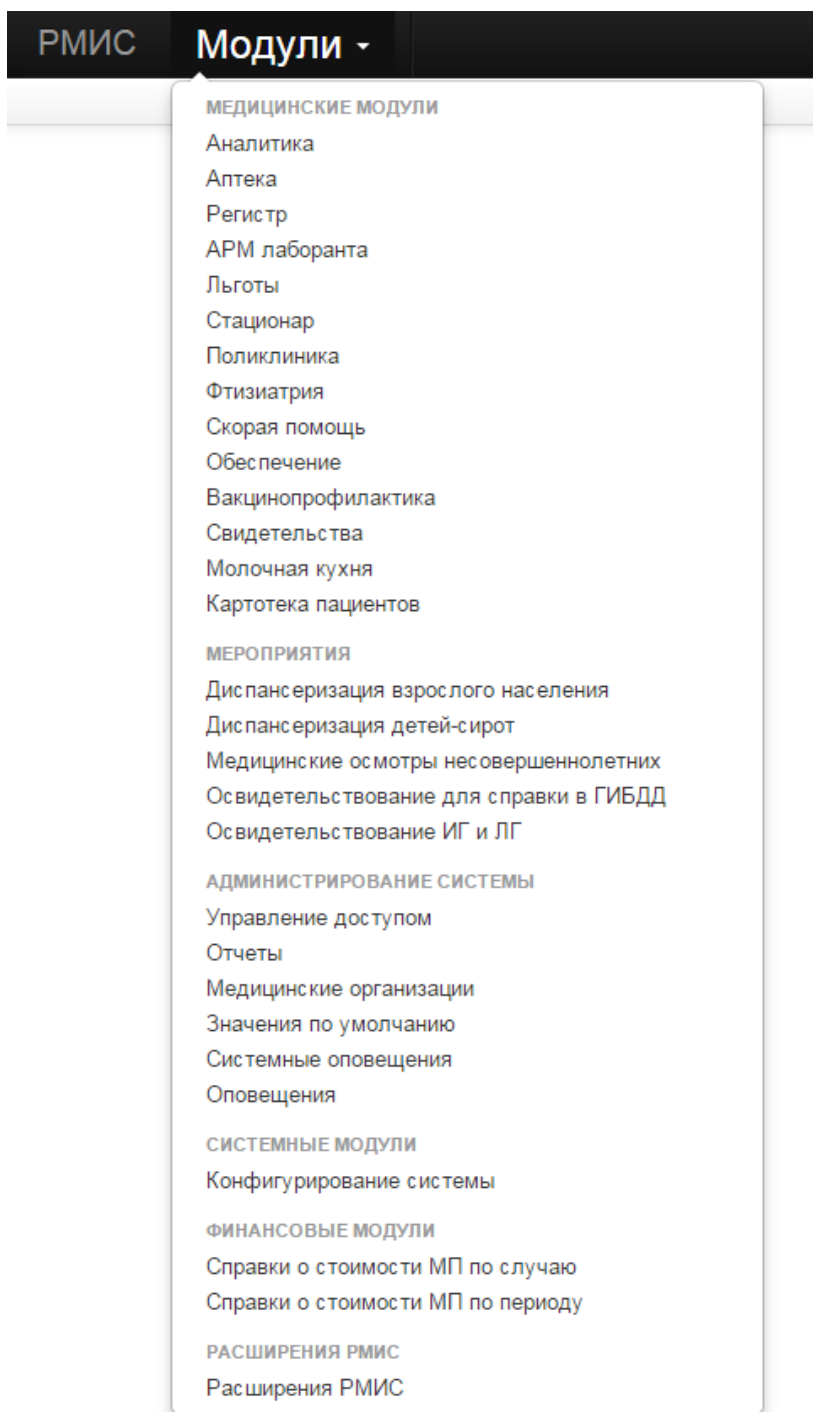 РМИС Модули
МЕДИЦИНСКИЕ МОДУЛИ
Аналитика
Аптека
Регистр
АРМ лаборанта
Льготы
Стационар
Поликлиника
Фтизиатрия
Скорая помощь
Обеспечение
Вакцинопрофилактика
Свидетельства
Молочная кухня
Картотека пациентов
МЕРОПРИЯТИЯ
Диспансеризация взрослого населения
Диспансеризация детей-сирот
Медицинские осмотры несовершеннолетних
Освидетельствование для справки в ГИБДД
Освидетельствование ИГ и ЛГ
АДМИНИСТРИРОВАНИЕ СИСТЕМЫ
Управление доступом
Отчеты
Медицинские организации
Значения по умолчанию
Системные оповещения
Оповещения
СИСТЕМНЫЕ МОДУЛИ
Конфигурирование системы
ФИНАНСОВЫЕ МОДУЛИ
Справки о стоимости МП по случаю
Справки о стоимости МП по периоду
РАСШИРЕНИЯ РМИС
Расширения РМИС